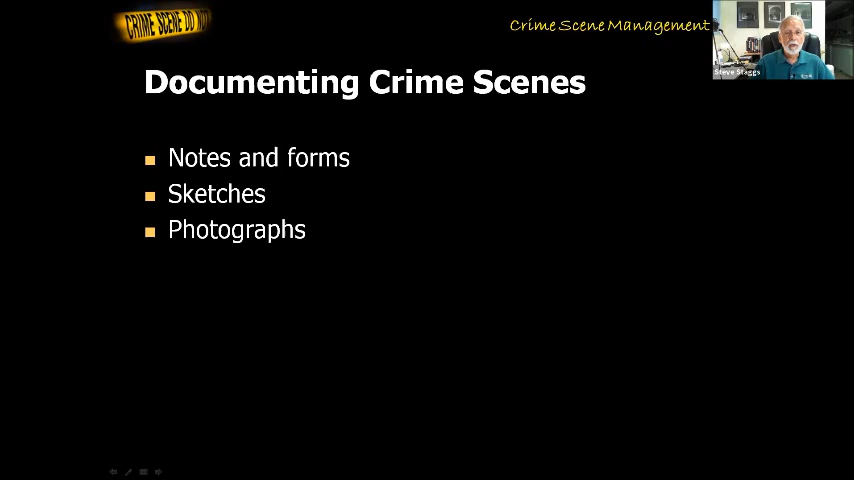 CRIME SCENE DO NOT
Crime Scene Management
Steve Staggs
Documenting Crime Scenes
Notes and forms
Sketches
Photographs